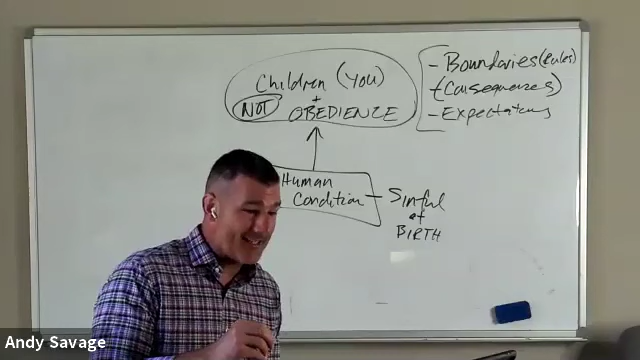 Children (YOU)
+
NOT OBEDIENCE
- Boundaries (Rules)
+ (Consequences)
- Expectations
Human
Condition - Sinful
at
BIRTH
Andy Savage